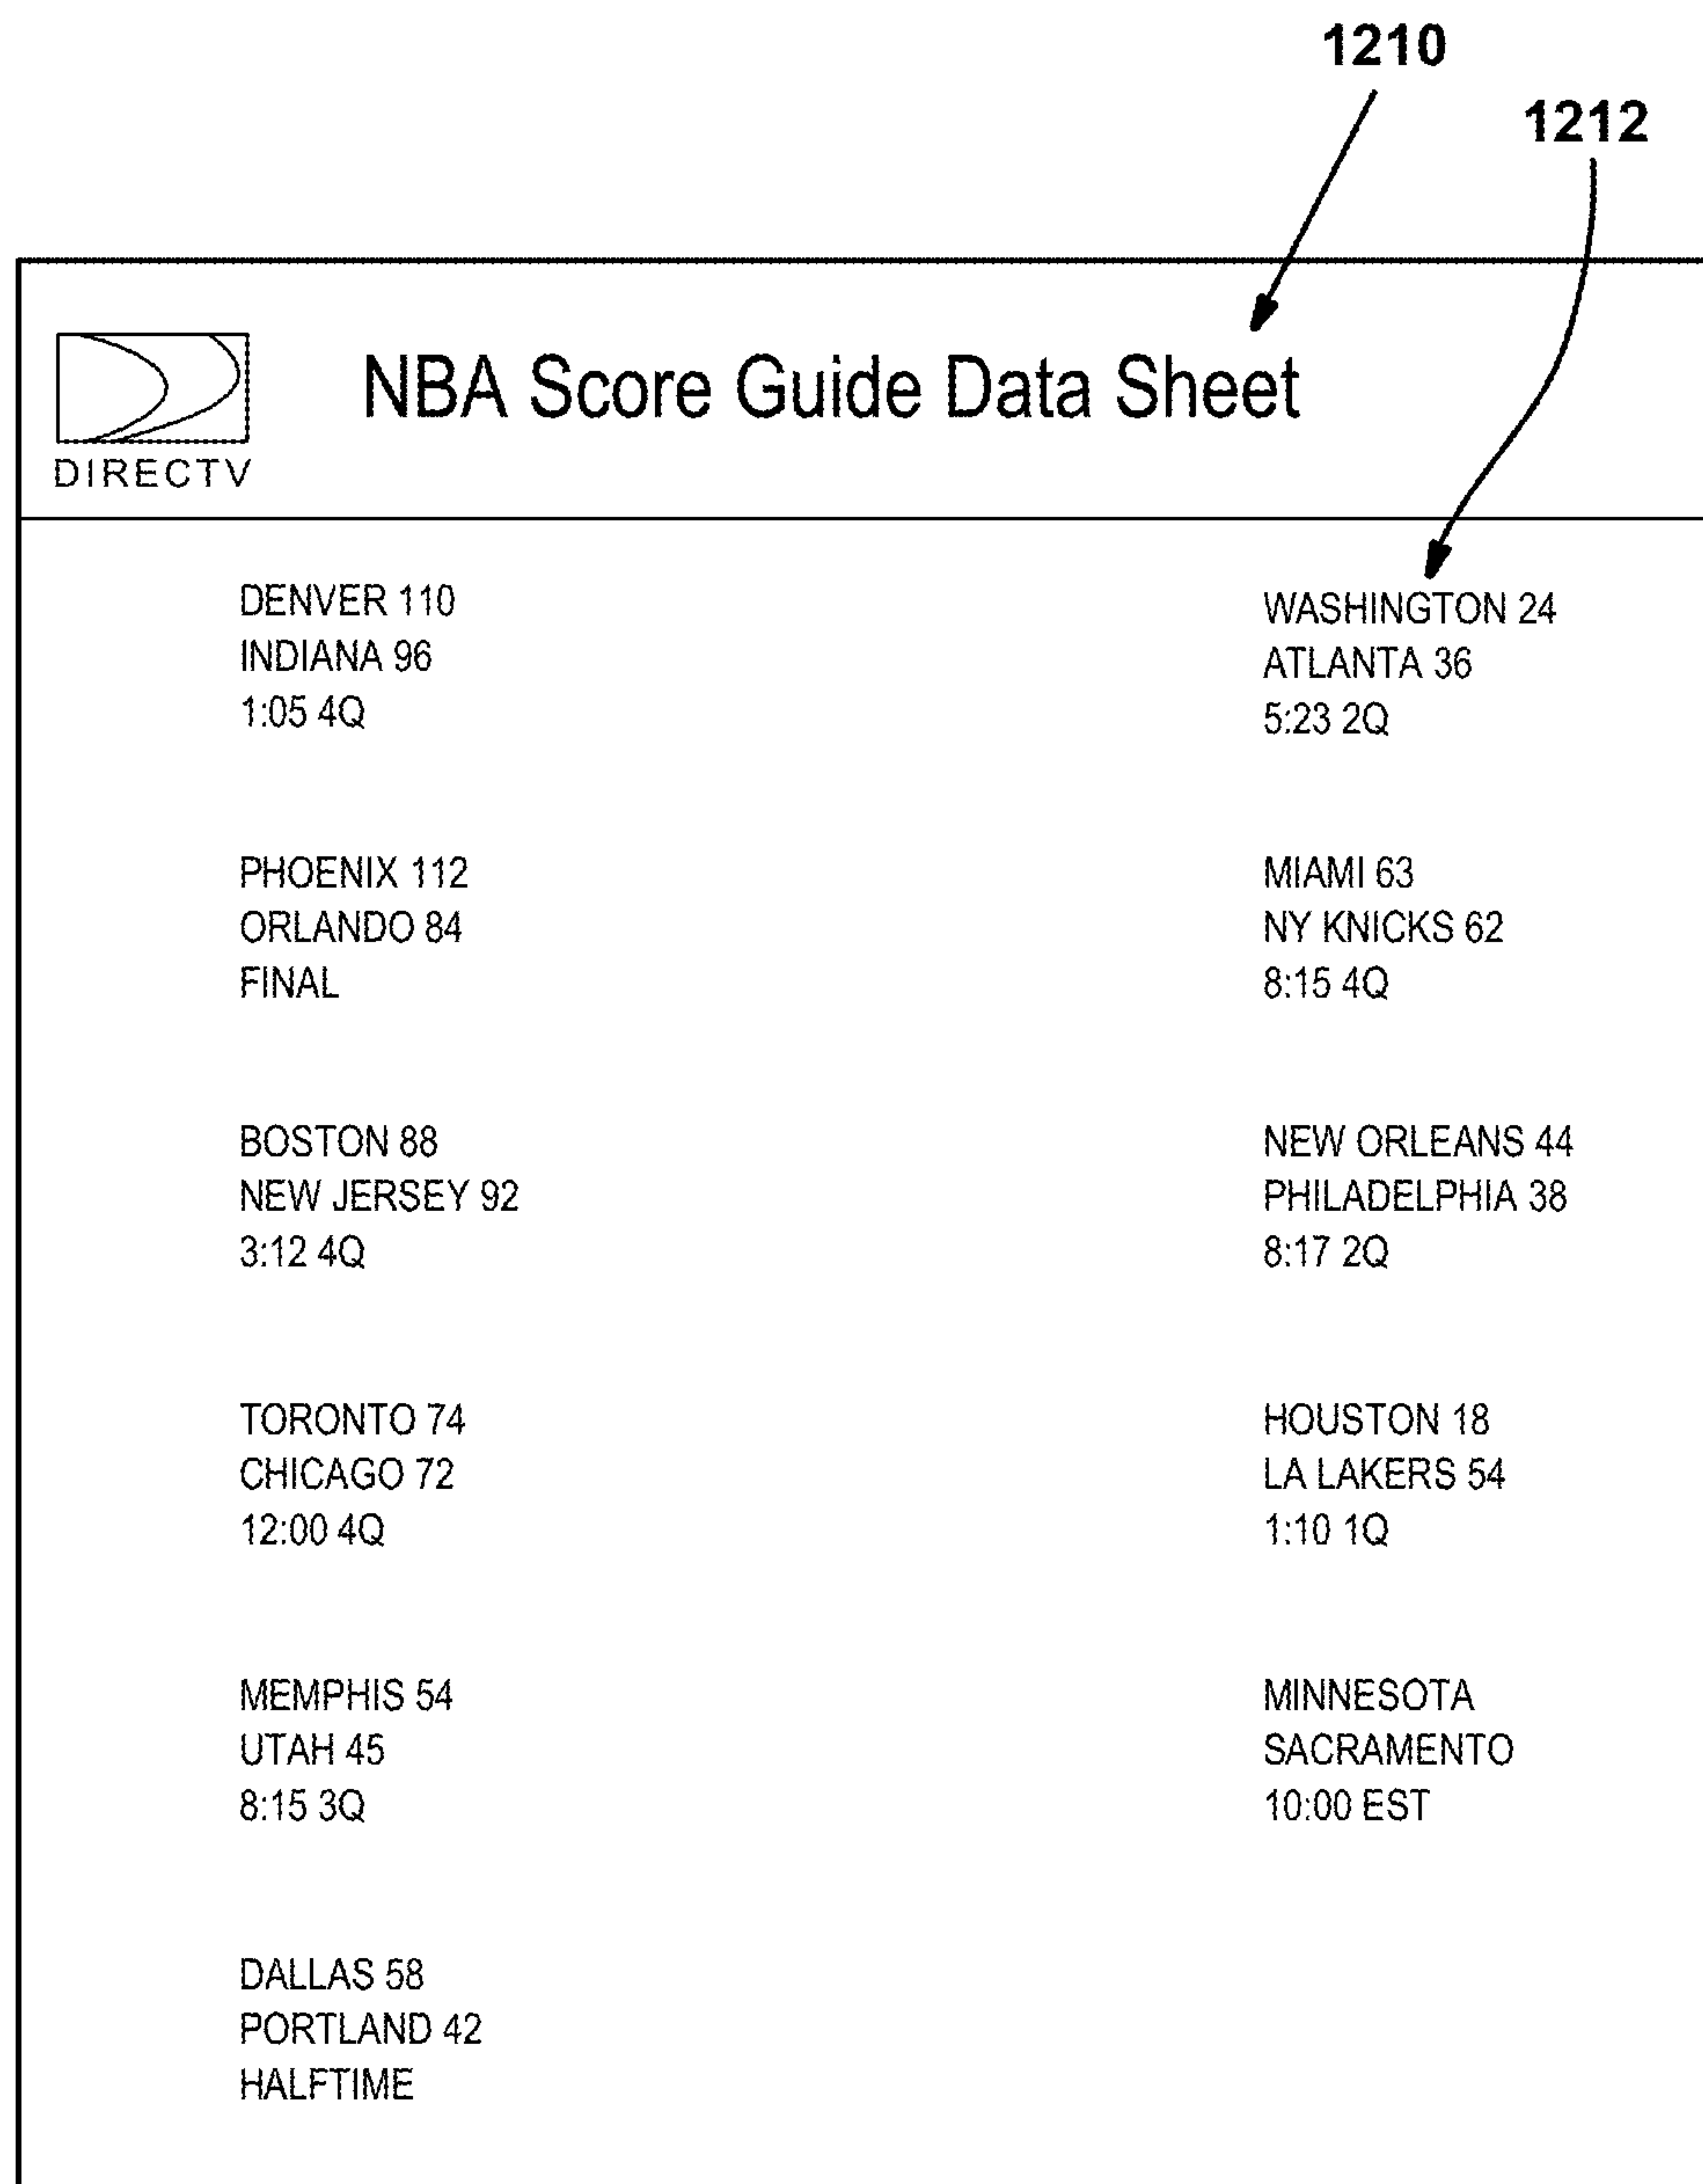 1210
1212
DIRECTV
NBA Score Guide Data Sheet
DENVER 110
INDIANA 96
1:05 4Q
WASHINGTON 24
ATLANTA 36
5:23 2Q
PHOENIX 112
ORLANDO 84
FINAL
MIAMI 63
NY KNICKS 62
8:15 4Q
BOSTON 88
NEW JERSEY 92
3:12 4Q
NEW ORLEANS 44
PHILADELPHIA 38
8:17 2Q
TORONTO 74
CHICAGO 72
12:00 4Q
HOUSTON 18
LA LAKERS 54
1:10 1Q
MEMPHIS 54
UTAH 45
8:15 3Q
MINNESOTA
SACRAMENTO
10:00 EST
DALLAS 58
PORTLAND 42
HALFTIME